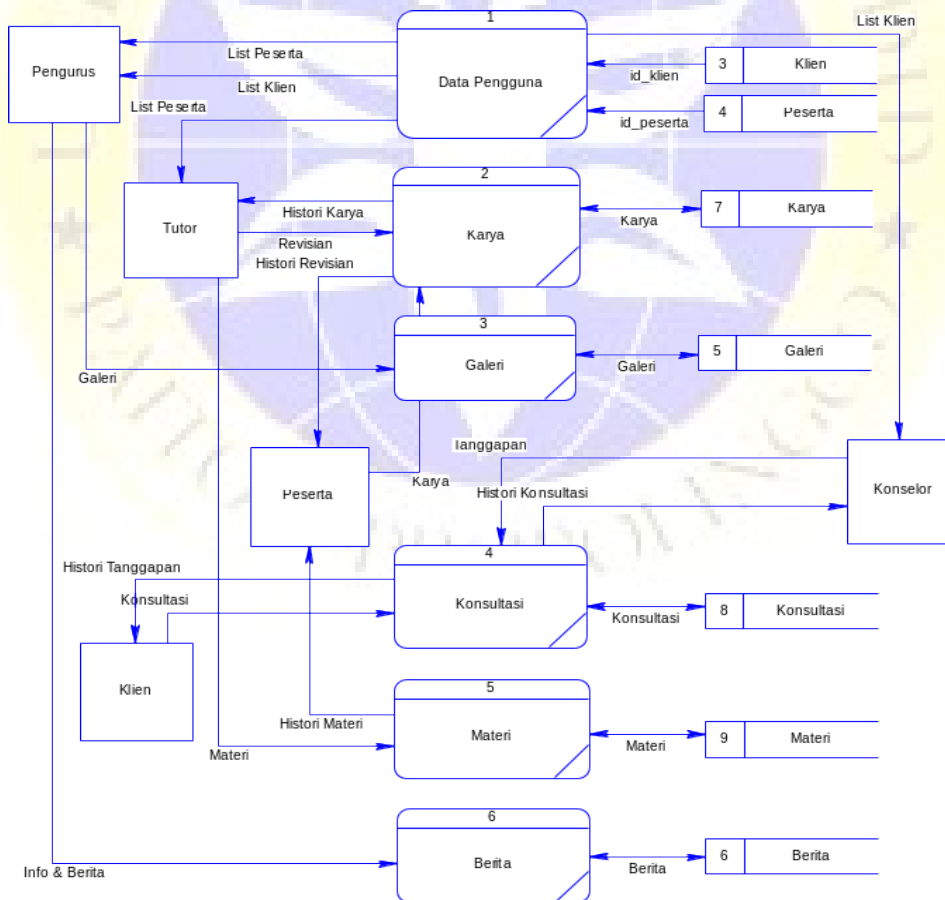 1
List Klien
List Peserta
Pengurus
3 Klien
Data Pengguna
id_klien
List Klien
List Peserta
4 Peserta
id_peserta
2
7 Karya
Histori Karya
Karya
Tutor
Karya
Revisian
Histori Revisian
3
5 Galeri
Galeri
Galeri
Galeri
Tanggapan
Karya
Peserta
Histori Konsultasi
Konselor
4
Histori Tanggapan
Konsultasi
Konsultasi
8 Konsultasi
Konsultasi
Klien
5
Histori Materi
Materi
9 Materi
Materi
Materi
6
Berita
6 Berita
Berita
Info & Berita